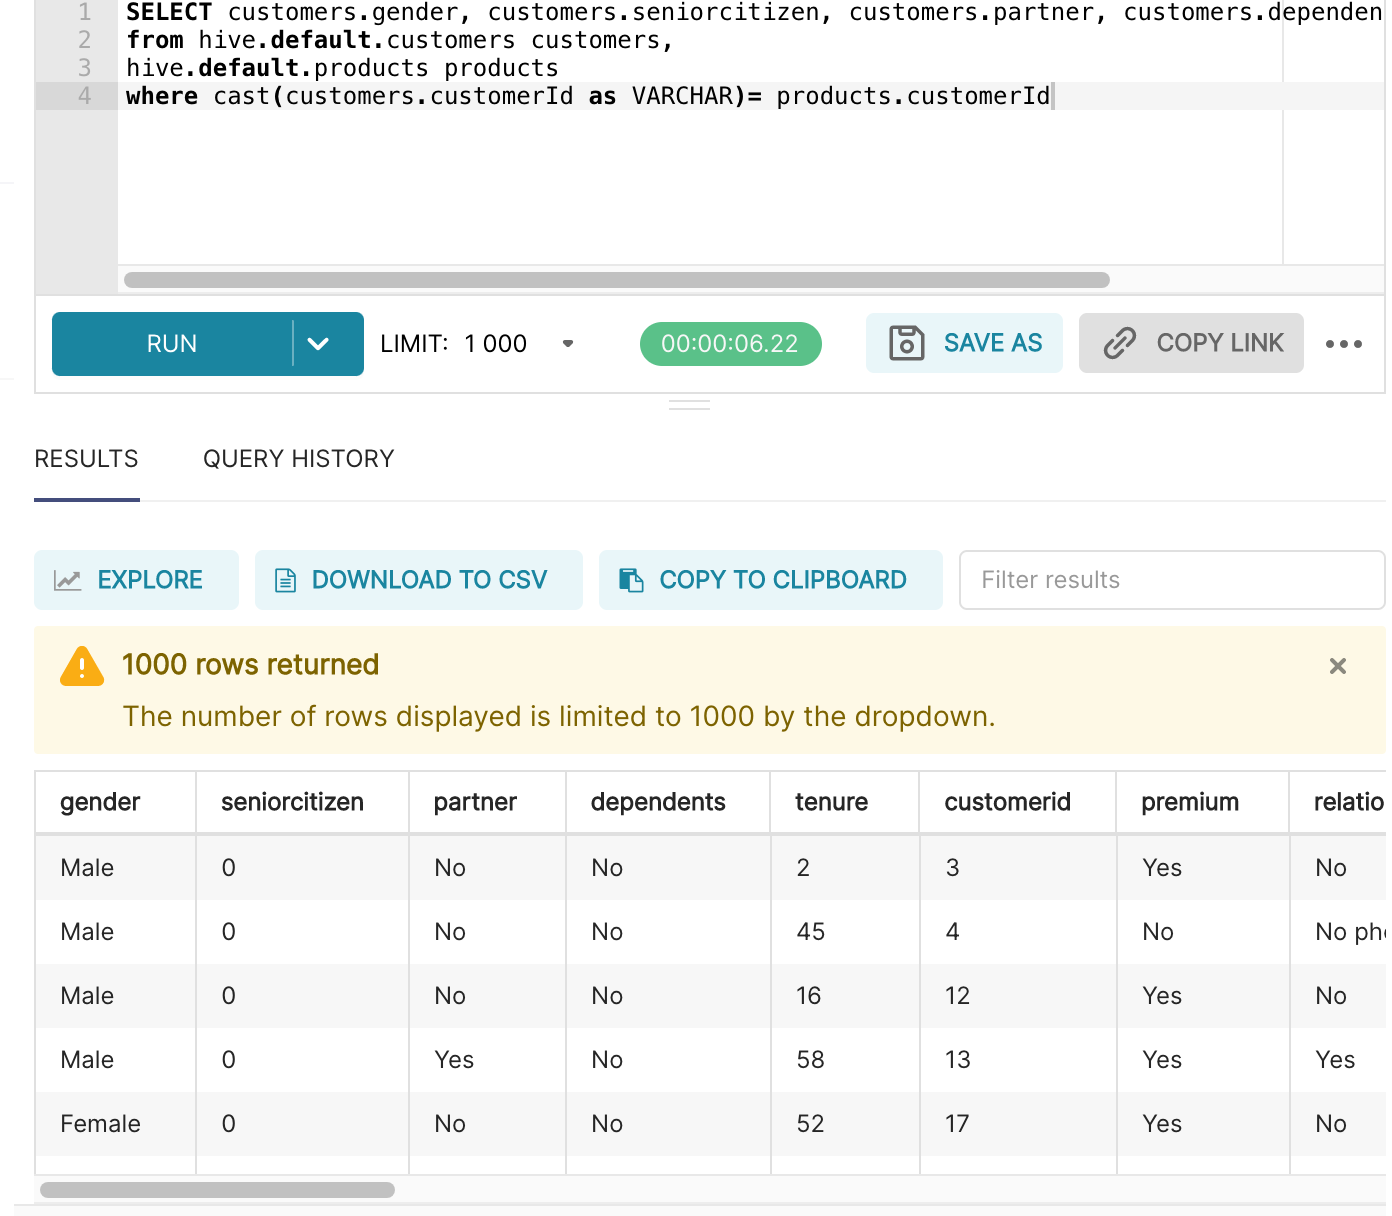 1 SELECT customers.gender, customers.seniorcitizen, customers.partner, customers.dependen
2 from hive.default.customers customers,
3 hive.default.products products
4 where cast(customers.customerId as VARCHAR)= products.customerId
RUN LIMIT: 1 000 00:00:06.22 SAVE AS COPY LINK
RESULTS QUERY HISTORY
EXPLORE DOWNLOAD TO CSV COPY TO CLIPBOARD Filter results
1000 rows returned
The number of rows displayed is limited to 1000 by the dropdown.
gender seniorcitizen partner dependents tenure customerid premium relatio
Male 0 No No 2 3 Yes No
Male 0 No No 45 4 No No pho
Male 0 No No 16 12 Yes No
Male 0 Yes No 58 13 Yes Yes
Female 0 No No 52 17 Yes No